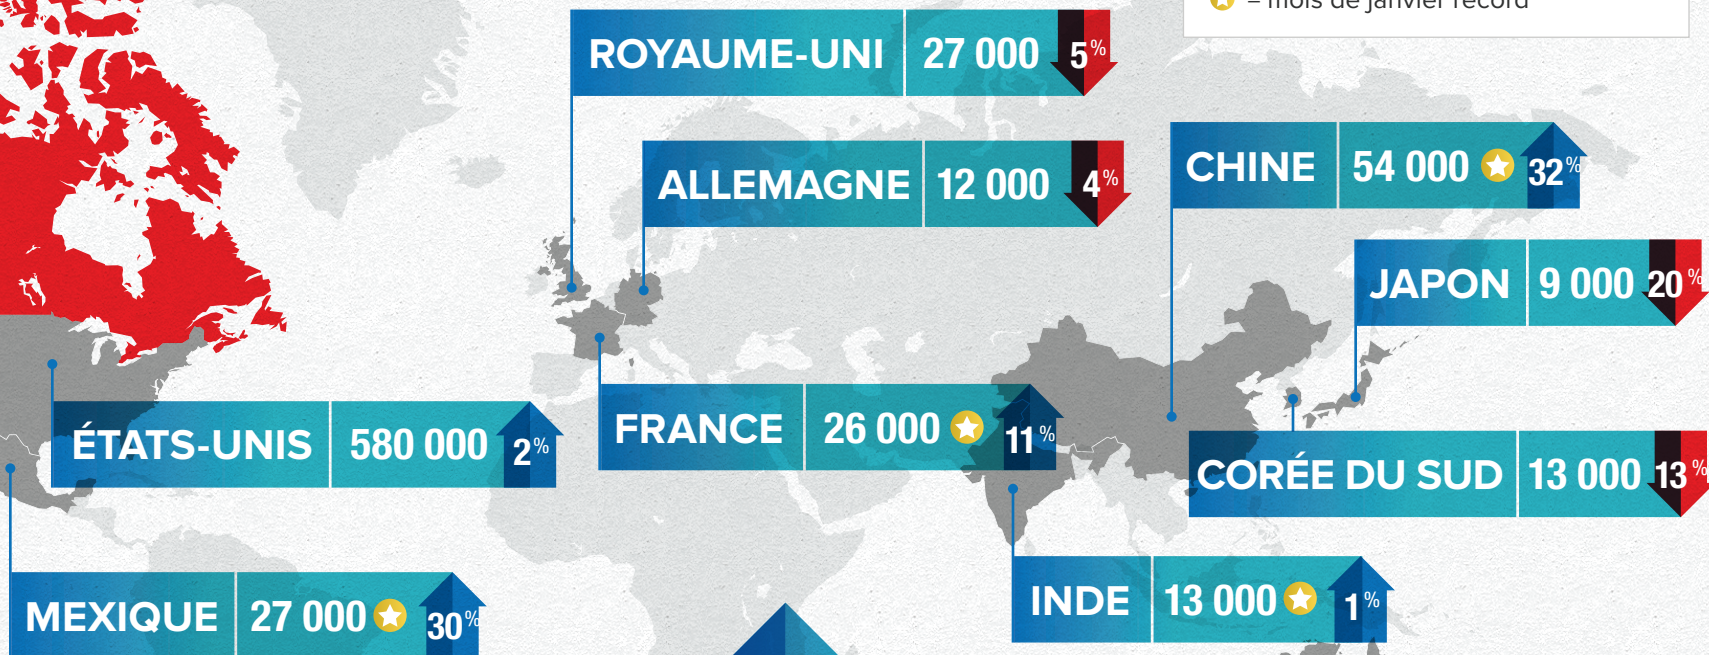 = mois de janvier record
ROYAUME-UNI 27 000 5%
ALLEMAGNE 12 000 4%
CHINE 54 000 32%
JAPON 9 000 20%
FRANCE 26 000 11%
ÉTATS-UNIS 580 000 2%
CORÉE DU SUD 13 000 13%
INDE 13 000 1%
MEXIQUE 27 000 30%